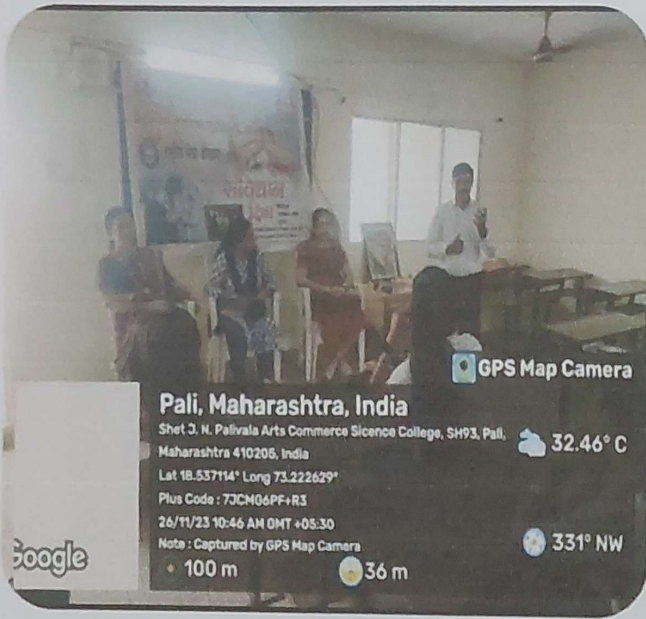 संविधान
GPS Map Camera
Pali, Maharashtra, India
Shet J. N. Palivala Arts Commerce Sicence College, SH93, Pali,
Maharashtra 410205, India
Lat 18.537114° Long 73.222629°
Plus Code : 7JCMG6PF+R3
26/11/23 10:46 AM GMT +05:30
Note : Captured by GPS Map Camera
100 m
36 m
32.46° C
331° NW
Google